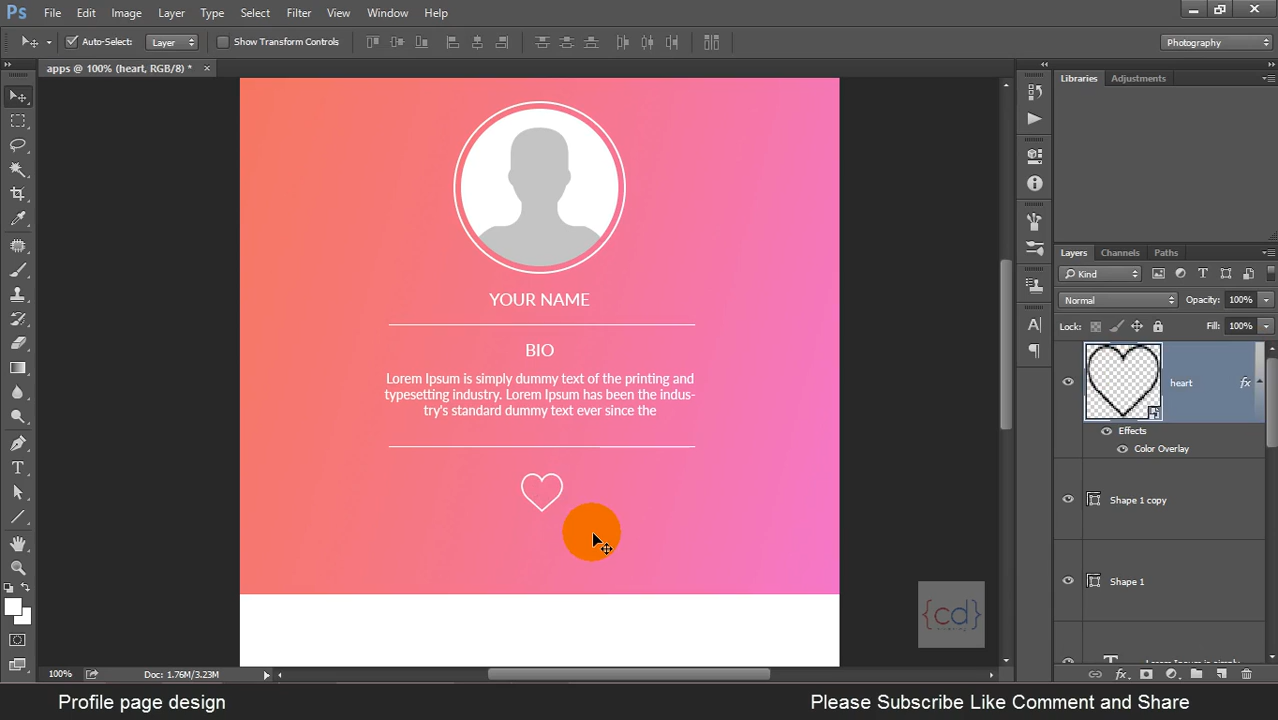 Ps File Edit Image Layer Type Select Filter View Window Help
Auto-Select: Layer Show Transform Controls Photography
apps @ 100% (heart, RGB/8) * ×
Libraries Adjustments
YOUR NAME
BIO
Lorem Ipsum is simply dummy text of the printing and
typesetting industry. Lorem Ipsum has been the indus-
try's standard dummy text ever since the
Layers Channels Paths
Kind
Normal Opacity: 100%
Lock: Fill: 100%
heart fx
Effects
Color Overlay
Shape 1 copy
Shape 1
{cd}
100% Doc: 1.76M/3.23M
Profile page design Please Subscribe Like Comment and Share